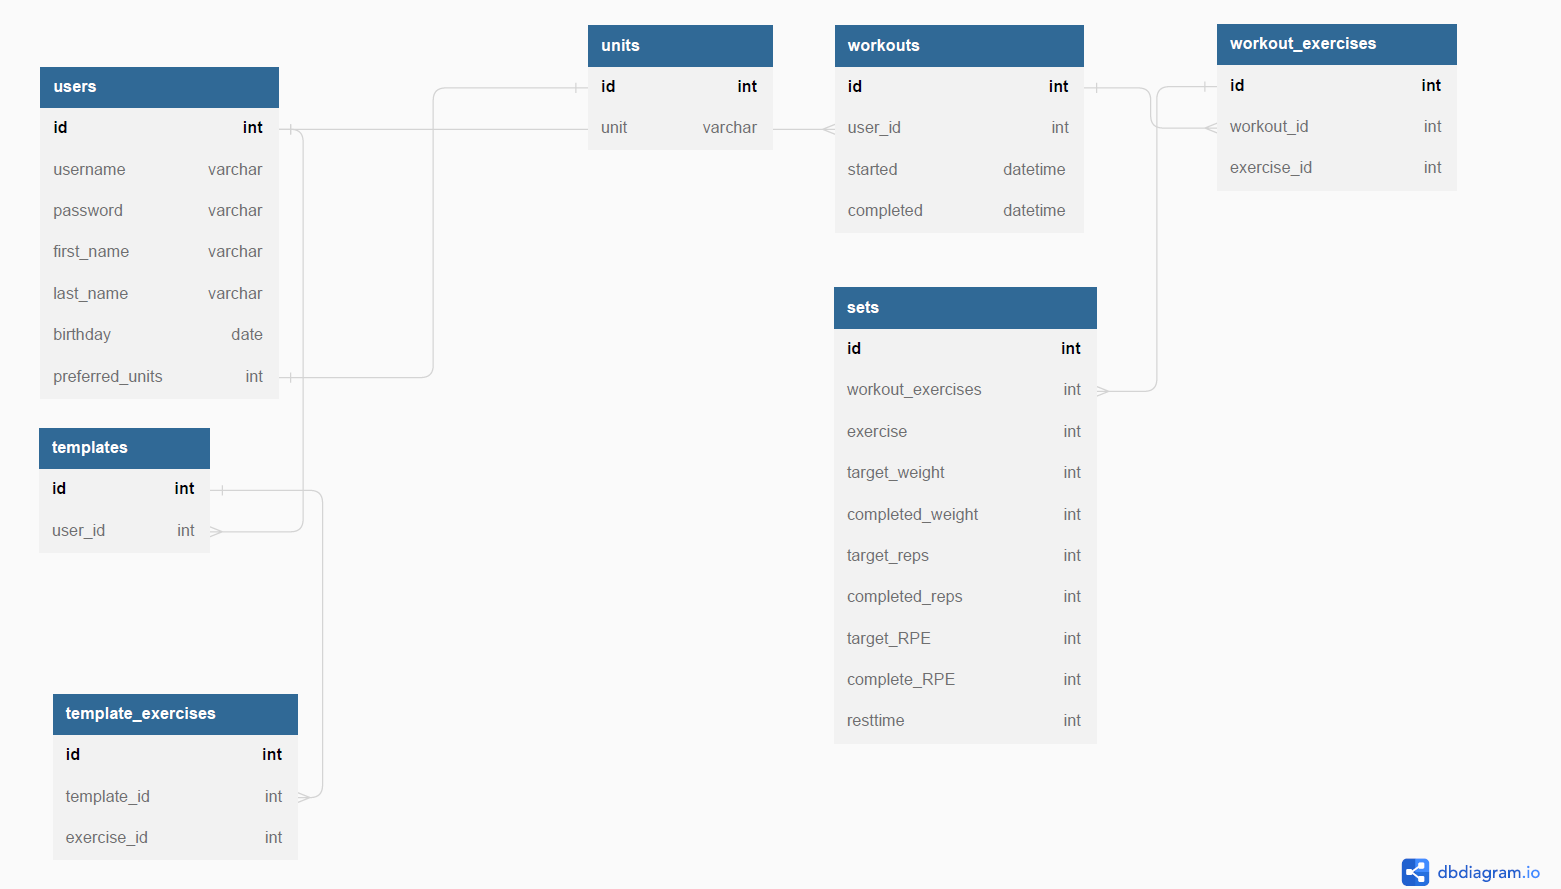 users
id int
username varchar
password varchar
first_name varchar
last_name varchar
birthday date
preferred_units int
templates
id int
user_id int
template_exercises
id int
template_id int
exercise_id int
units
id int
unit varchar
workouts
id int
user_id int
started datetime
completed datetime
sets
id int
workout_exercises int
exercise int
target_weight int
completed_weight int
target_reps int
completed_reps int
target_RPE int
complete_RPE int
resttime int
workout_exercises
id int
workout_id int
exercise_id int
dbdiagram.io